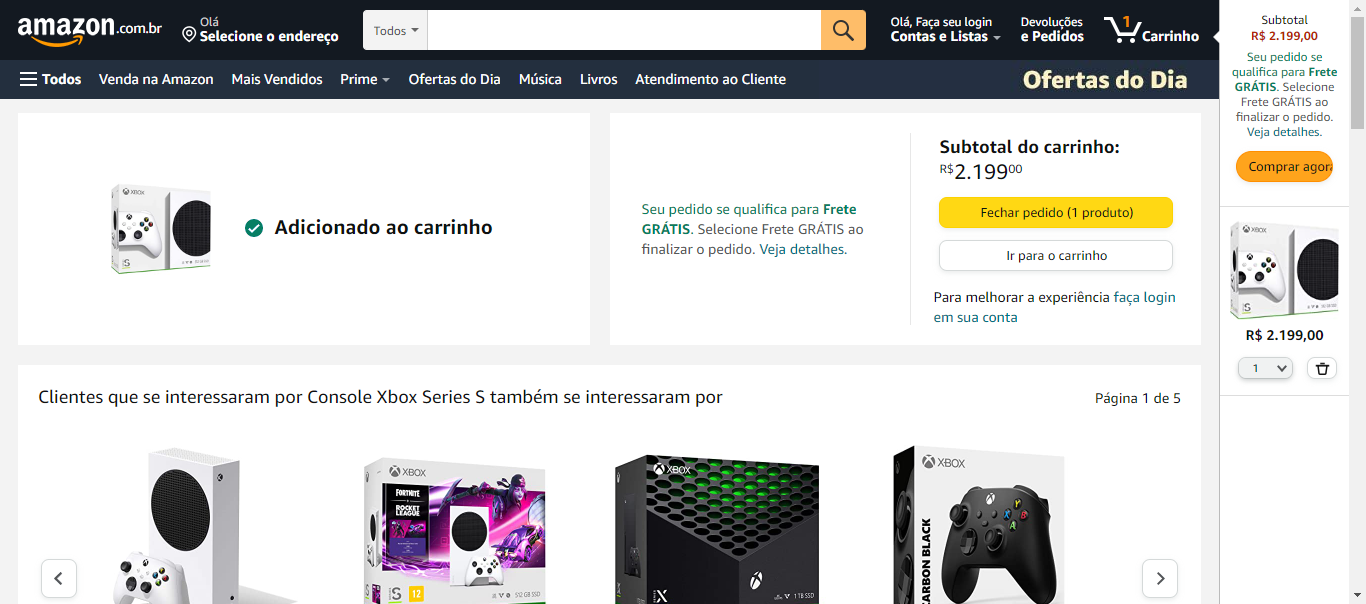 amazon.com.br
Olá
Selecione o endereço
Todos
Olá, Faça seu login
Contas e Listas
Devoluções
e Pedidos
1
Carrinho
Todos
Venda na Amazon
Mais Vendidos
Prime
Ofertas do Dia
Música
Livros
Atendimento ao Cliente
Ofertas do Dia
XBOX
S
Adicionado ao carrinho
Seu pedido se qualifica para Frete
GRÁTIS. Selecione Frete GRÁTIS ao
finalizar o pedido. Veja detalhes.
Subtotal do carrinho:
R$2.19900
Fechar pedido (1 produto)
Ir para o carrinho
Para melhorar a experiência faça login
em sua conta
Clientes que se interessaram por Console Xbox Series S também se interessaram por
Página 1 de 5
XBOX
FORTNITE
ROCKET
LEAGUE
S
12
512 GB SSD
XBOX
X
1 TB SSD
XBOX
CARBON BLACK
Subtotal
R$ 2.199,00
Seu pedido se
qualifica para Frete
GRÁTIS. Selecione
Frete GRÁTIS ao
finalizar o pedido.
Veja detalhes.
Comprar agora
XBOX
S
R$ 2.199,00
1